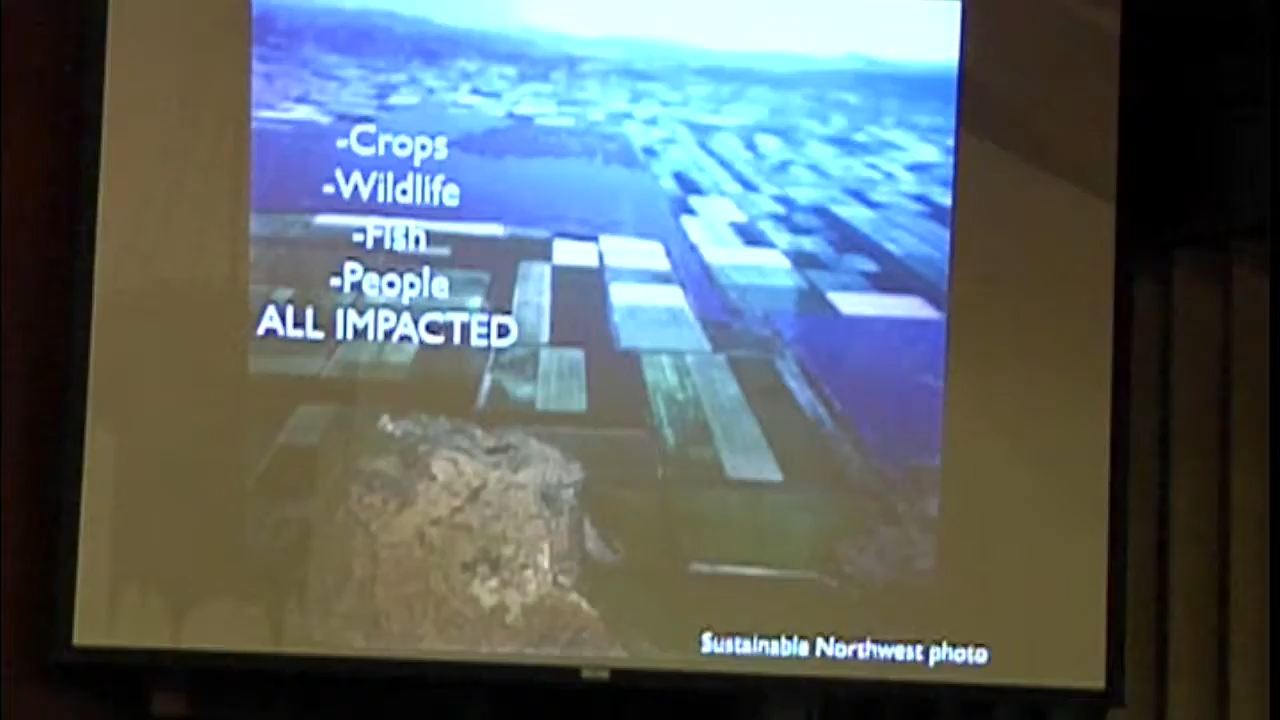 -Crops
-Wildlife
-Fish
-People
ALL IMPACTED
Sustainable Northwest photo